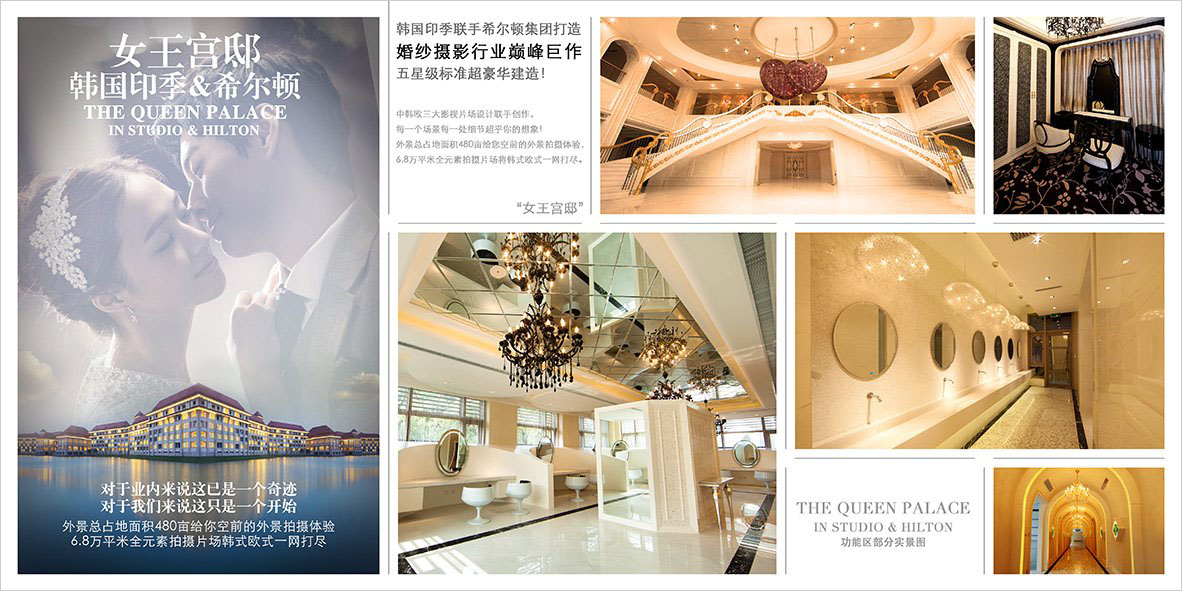 女王宫邸
韩国印季&希尔顿
THE QUEEN PALACE
IN STUDIO & HILTON
对于业内来说这已是一个奇迹
对于我们来说这只是一个开始
外景总占地面积480亩给你空前的外景拍摄体验
6.8万平米全元素拍摄片场韩式欧式一网打尽
韩国印季联手希尔顿集团打造
婚纱摄影行业巅峰巨作
五星级标准超豪华建造!
中韩欧三大影视片场设计联手创作,
每一个场景每一处细节超乎你的想象!
外景总占地面积480亩给您空前的外景拍摄体验,
6.8万平米全元素拍摄片场将韩式欧式一网打尽。
“女王宫邸”
THE QUEEN PALACE
IN STUDIO & HILTON
功能区部分实景图